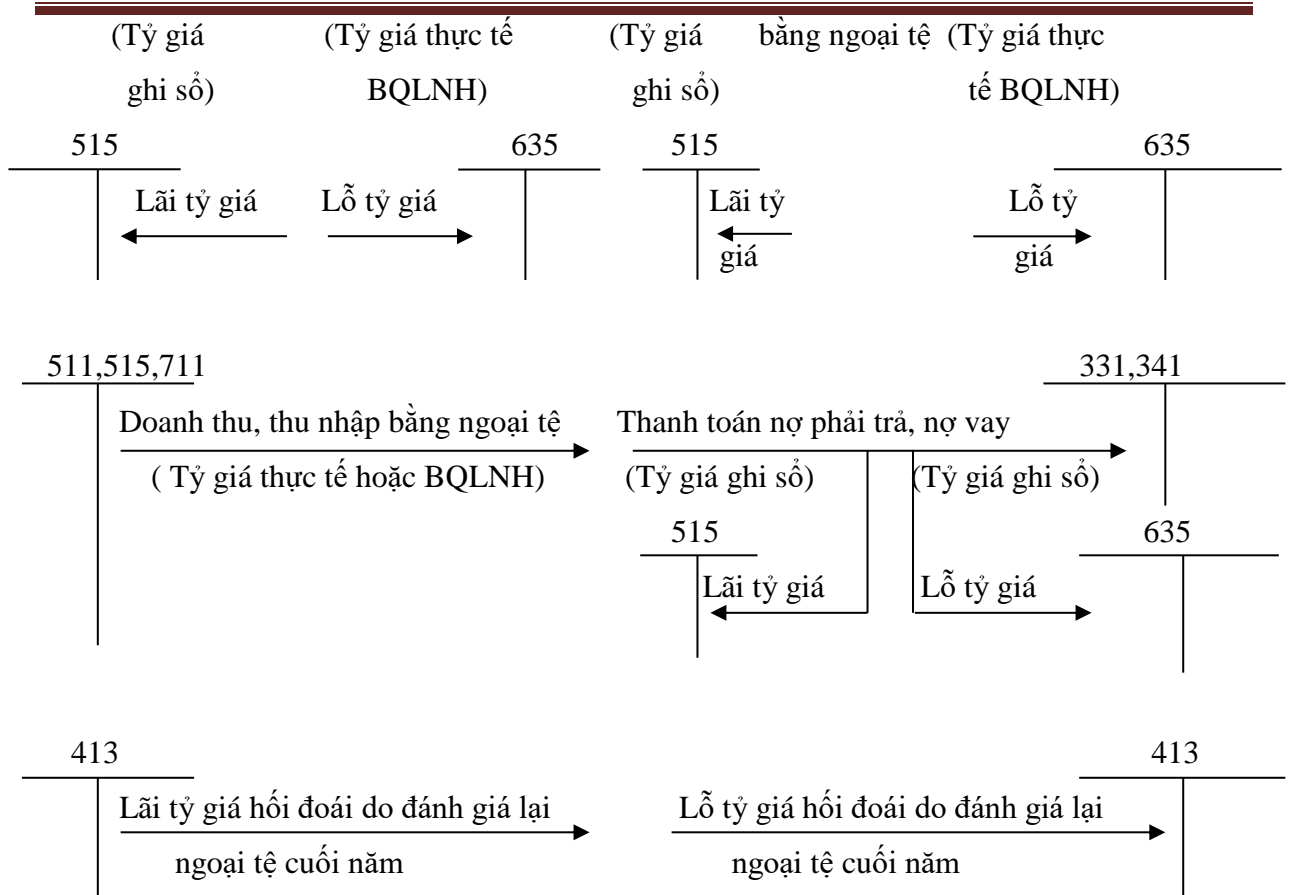 (Tỷ giá (Tỷ giá thực tế (Tỷ giá bằng ngoại tệ (Tỷ giá thực
ghi sổ) BQLNH) ghi sổ) tế BQLNH)
515 635 515 635
Lãi tỷ giá Lỗ tỷ giá Lãi tỷ Lỗ tỷ
giá giá
511,515,711 331,341
Doanh thu, thu nhập bằng ngoại tệ Thanh toán nợ phải trả, nợ vay
( Tỷ giá thực tế hoặc BQLNH) (Tỷ giá ghi sổ) (Tỷ giá ghi sổ)
515 635
Lãi tỷ giá Lỗ tỷ giá
413 413
Lãi tỷ giá hối đoái do đánh giá lại Lỗ tỷ giá hối đoái do đánh giá lại
ngoại tệ cuối năm ngoại tệ cuối năm